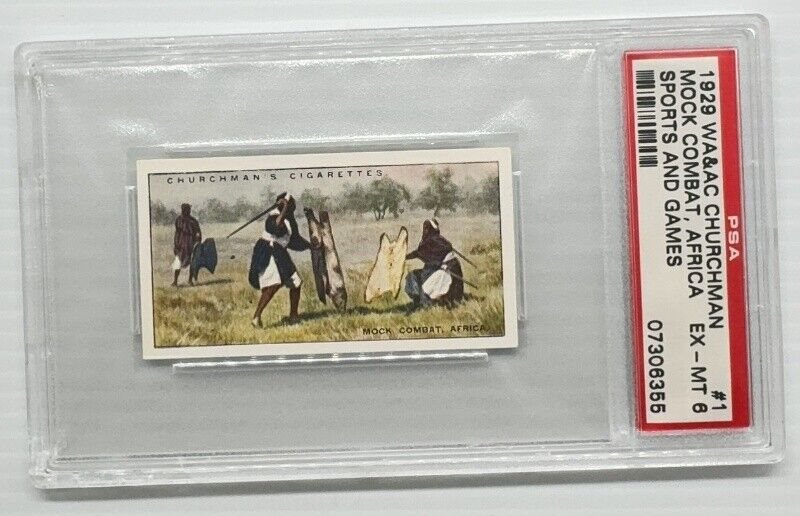 CHURCHMAN'S CIGARETTES
MOCK COMBAT, AFRICA.
1929 WA&AC CHURCHMAN #1
MOCK COMBAT, AFRICA EX - MT 6
SPORTS AND GAMES 07306355
PSA